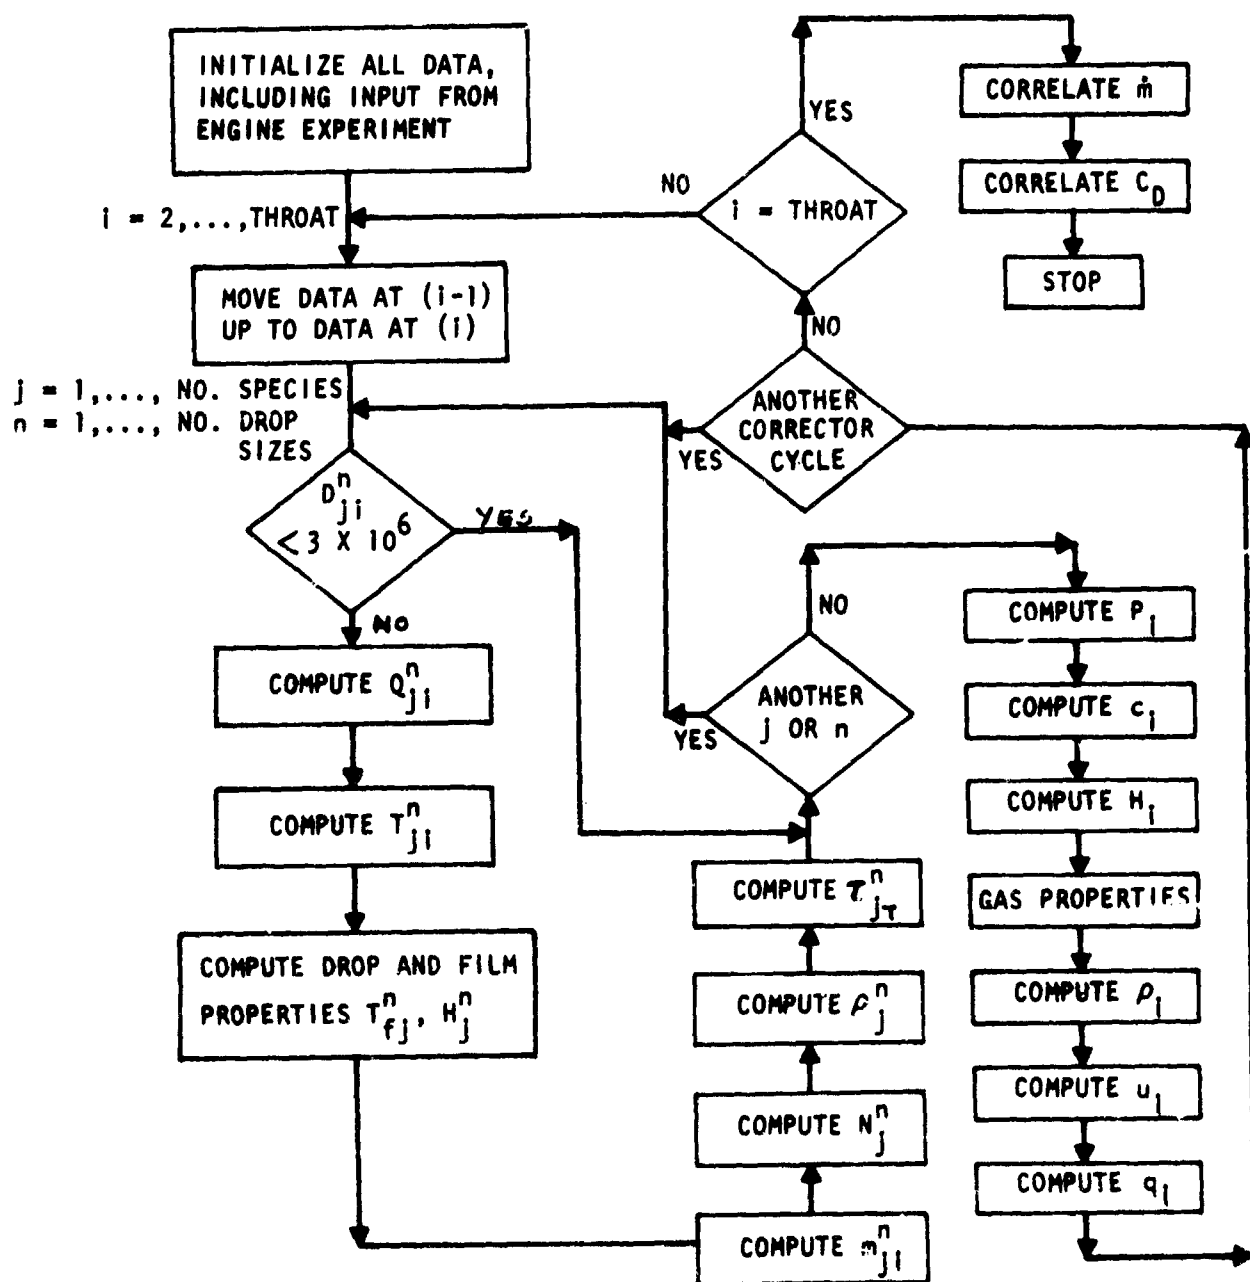 INITIALIZE ALL DATA,
INCLUDING INPUT FROM
ENGINE EXPERIMENT
i = 2,...,THROAT
MOVE DATA AT (i-1)
UP TO DATA AT (i)
j = 1,..., NO. SPECIES
n = 1,..., NO. DROP
SIZES
D^n_ji
< 3 X 10^6
YES
NO
COMPUTE Q^n_ji
COMPUTE T^n_ji
COMPUTE DROP AND FILM
PROPERTIES T^n_fj, H^n_j
COMPUTE m^n_ji
COMPUTE N^n_j
COMPUTE ρ^n_j
COMPUTE τ^n_jT
ANOTHER
j OR n
YES
NO
COMPUTE P_i
COMPUTE c_i
COMPUTE H_i
GAS PROPERTIES
COMPUTE ρ_i
COMPUTE u_i
COMPUTE q_i
ANOTHER
CORRECTOR
CYCLE
YES
NO
i = THROAT
NO
YES
CORRELATE ṁ
CORRELATE C_D
STOP